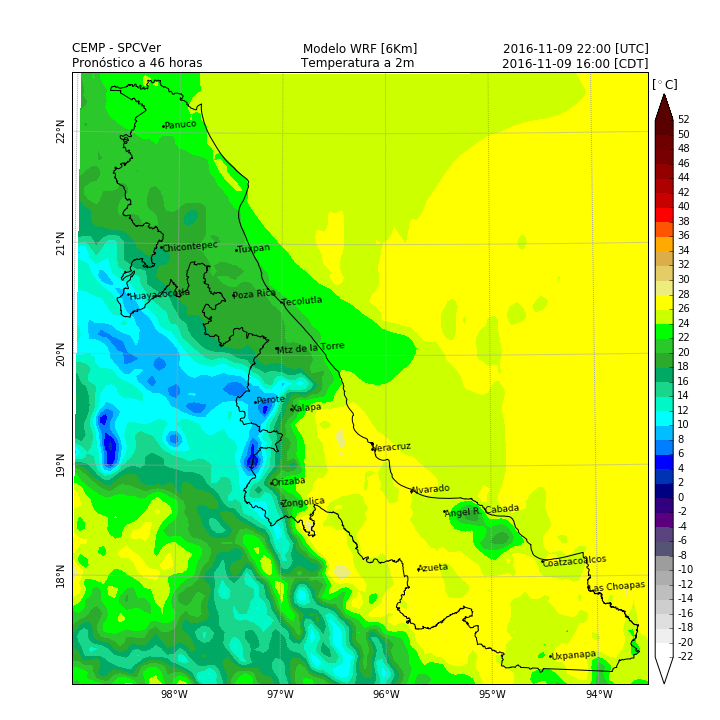 CEMP - SPCVer Modelo WRF [6Km] 2016-11-09 22:00 [UTC]
Pronóstico a 46 horas Temperatura a 2m 2016-11-09 16:00 [CDT]
[°C]
52
50
48
46
44
42
40
38
36
34
32
30
28
26
24
22
20
18
16
14
12
10
8
6
4
2
0
-2
-4
-6
-8
-10
-12
-14
-16
-18
-20
-22
22°N
21°N
20°N
19°N
18°N
Panuco
Chicontepec
Tuxpan
Huayacocotla
Poza Rica
Tecolutla
Mtz de la Torre
Perote
Xalapa
Veracruz
Orizaba
Alvarado
Zongolica
Angel R. Cabada
Coatzacoalcos
Azueta
Las Choapas
Uxpanapa
98°W 97°W 96°W 95°W 94°W